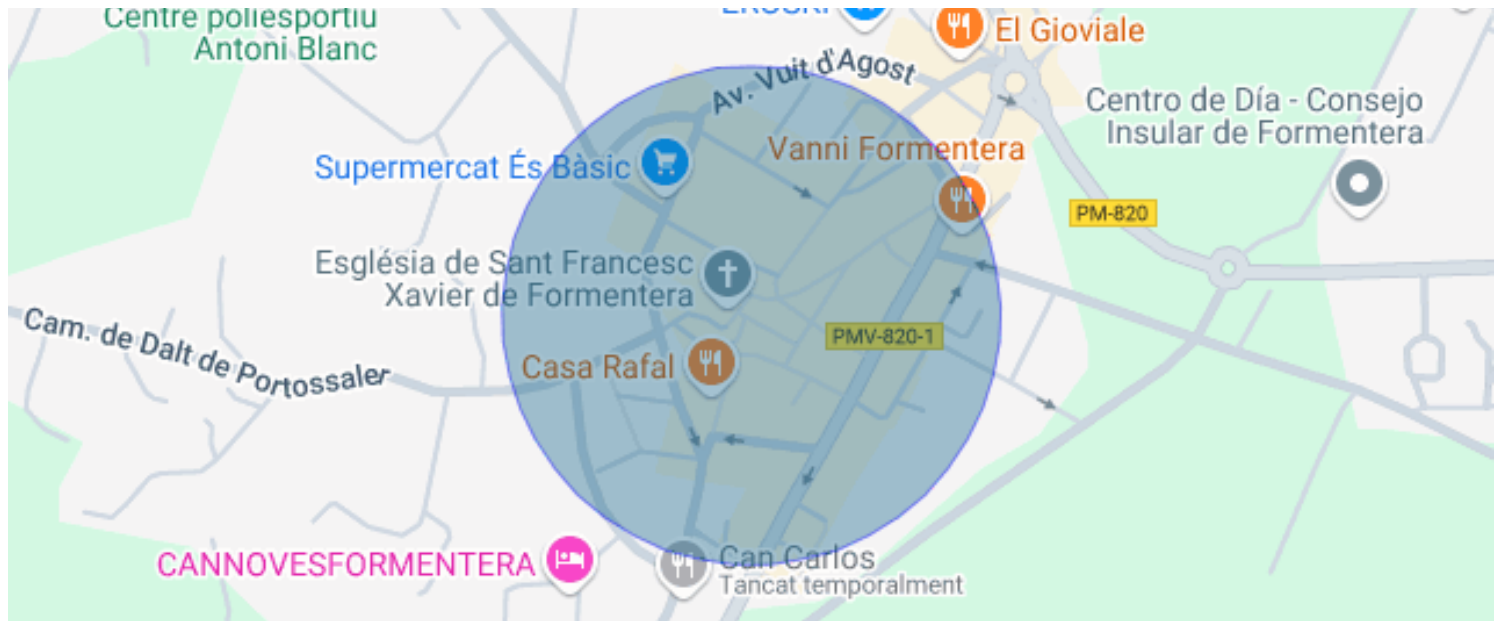 Centre poliesportiu
Antoni Blanc
EROSKI
El Gioviale
Av. Vuit d'Agost
Centro de Día - Consejo
Insular de Formentera
Vanni Formentera
Supermercat És Bàsic
PM-820
Església de Sant Francesc
Xavier de Formentera
Cam. de Dalt de Portossaler
PMV-820-1
Casa Rafal
CANNOVESFORMENTERA
Can Carlos
Tancat temporalment